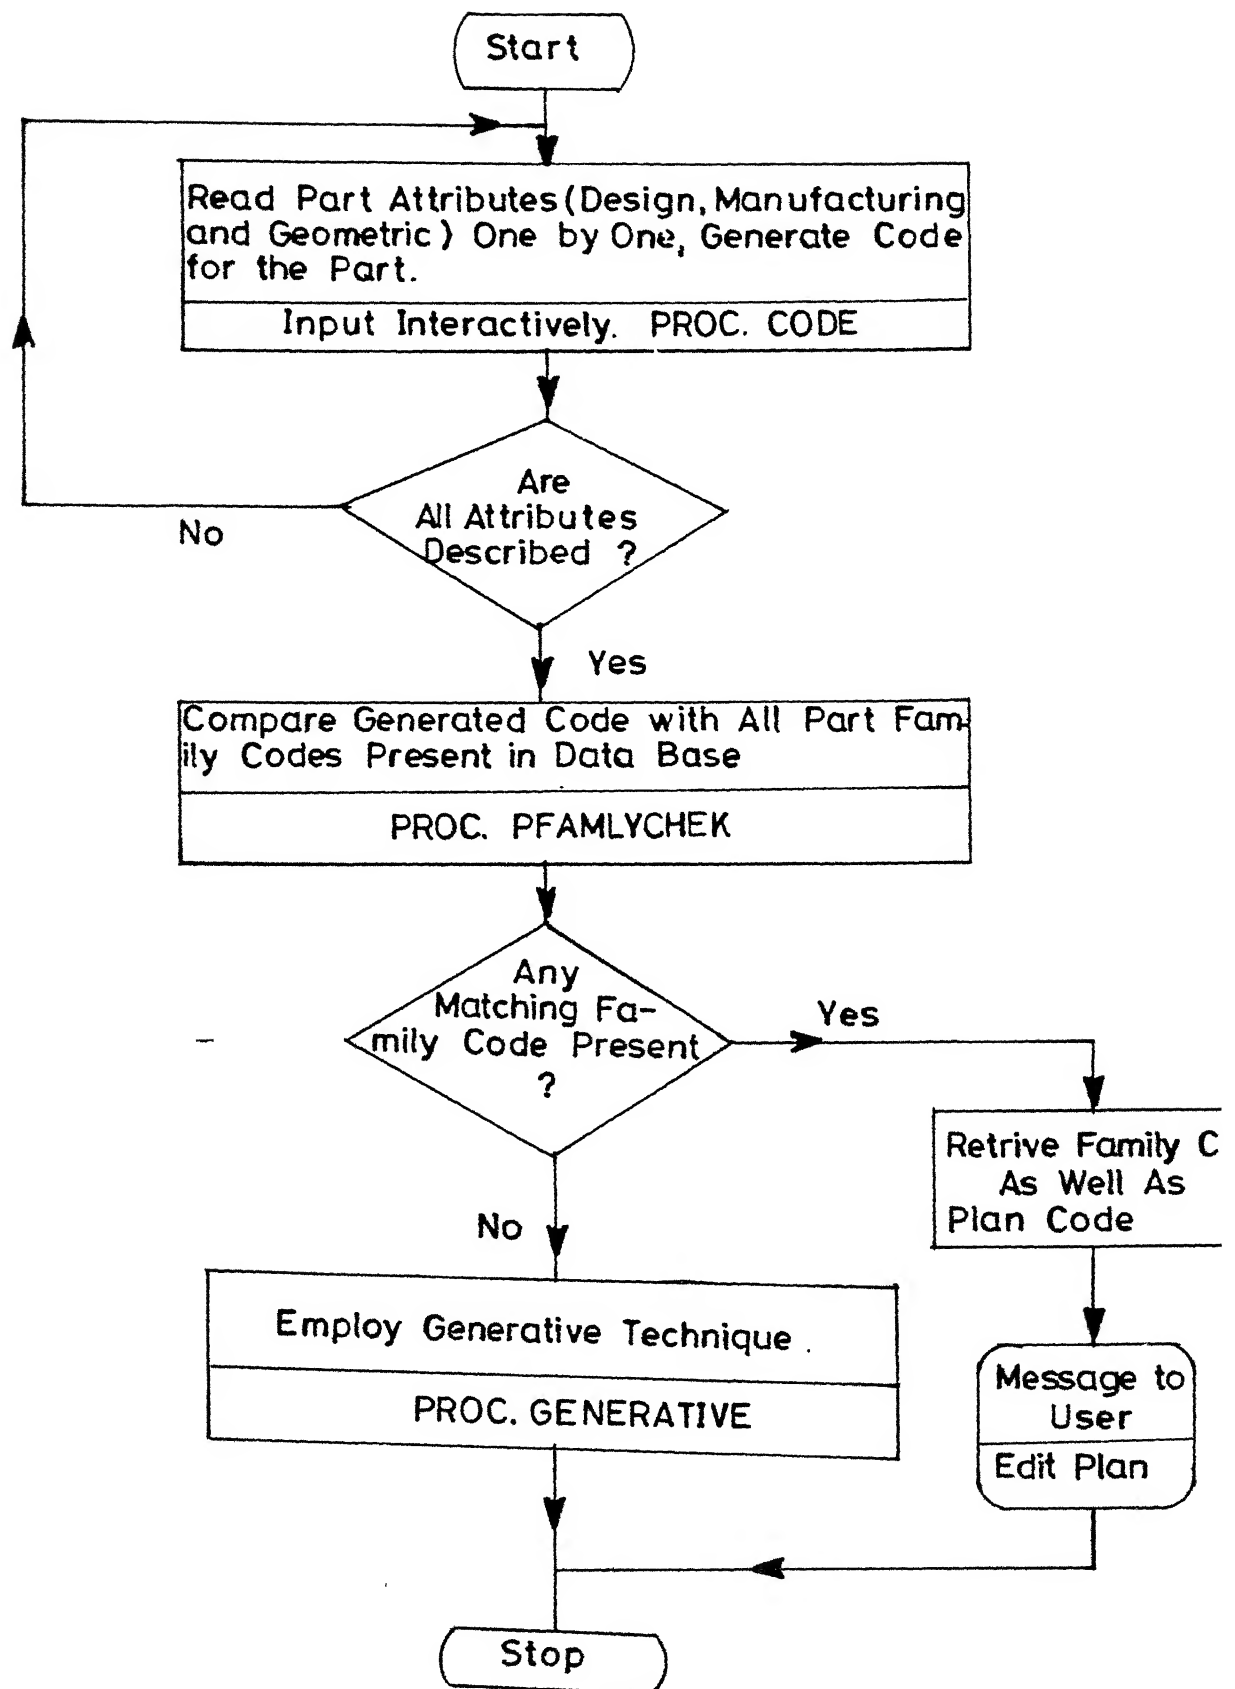 Start
Read Part Attributes (Design, Manufacturing
and Geometric) One by One, Generate Code
for the Part.
Input Interactively. PROC. CODE
Are
All Attributes
Described ?
No
Yes
Compare Generated Code with All Part Fam-
ily Codes Present in Data Base
PROC. PFAMLYCHEK
Any
Matching Fa-
mily Code Present
?
Yes
Retrive Family C
As Well As
Plan Code
No
Employ Generative Technique.
PROC. GENERATIVE
Message to
User
Edit Plan
Stop